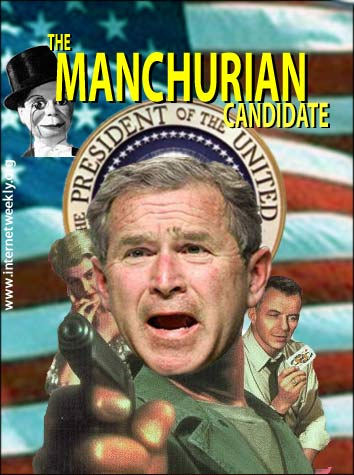 THE
MANCHURIAN
CANDIDATE
THE PRESIDENT OF THE UNITED
www.internetweekly.org